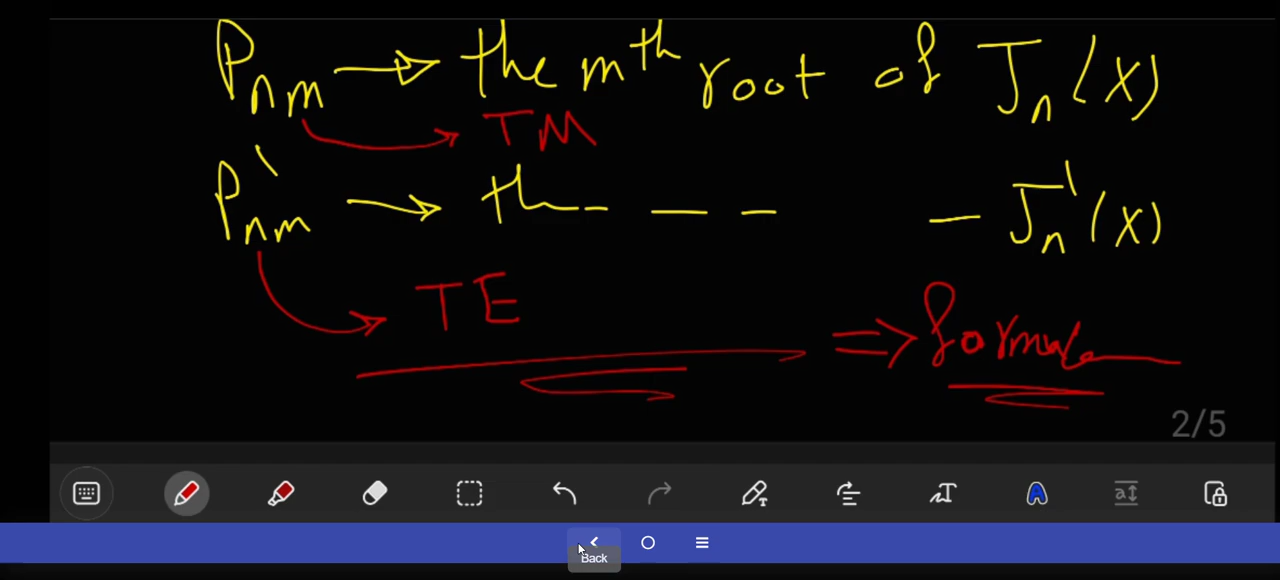 Pnm → the mth root of Jn(x)
TM
P'nm → th-- — - — J'n(x)
TE
⇒ formula
2/5
Back